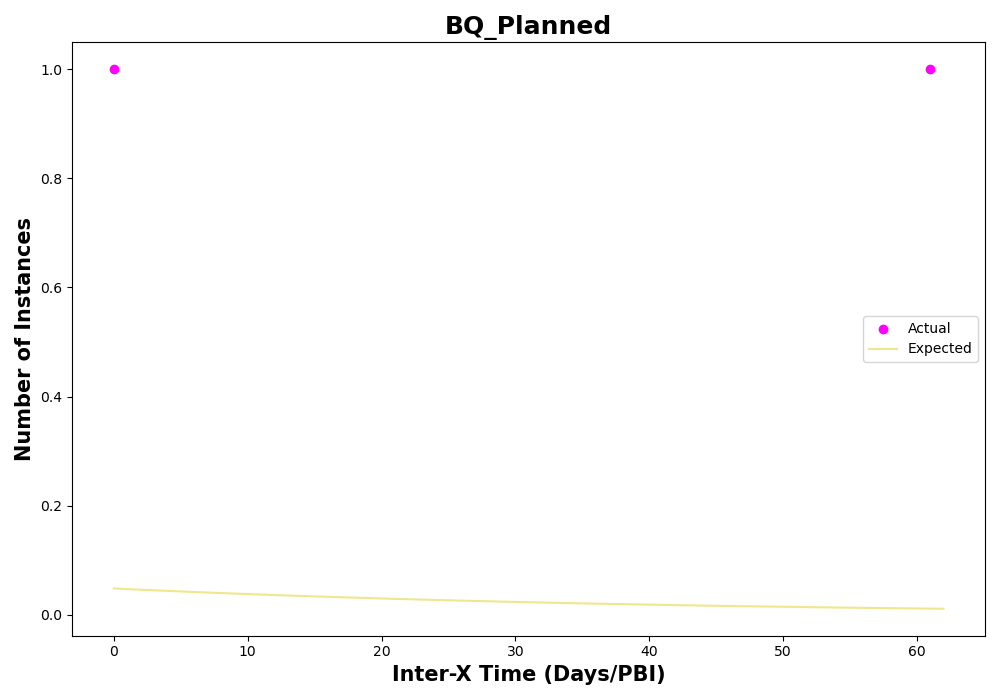 BQ_Planned
Number of Instances
1.0
0.8
0.6
0.4
0.2
0.0
0 10 20 30 40 50 60
Inter-X Time (Days/PBI)
Actual
Expected